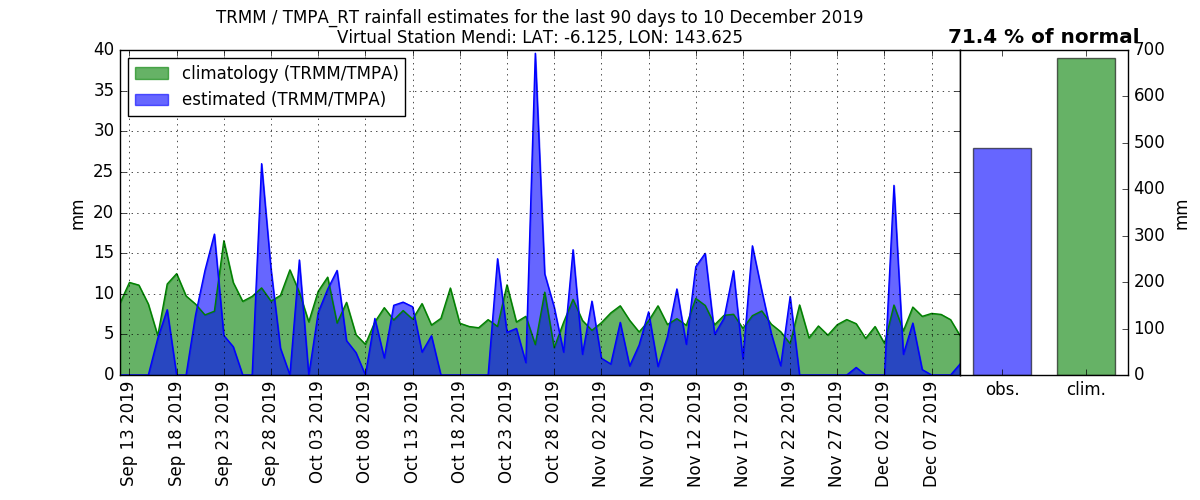 TRMM / TMPA_RT rainfall estimates for the last 90 days to 10 December 2019
Virtual Station Mendi: LAT: -6.125, LON: 143.625
71.4 % of normal
climatology (TRMM/TMPA)
estimated (TRMM/TMPA)
mm
40
35
30
25
20
15
10
5
0
Sep 13 2019
Sep 18 2019
Sep 23 2019
Sep 28 2019
Oct 03 2019
Oct 08 2019
Oct 13 2019
Oct 18 2019
Oct 23 2019
Oct 28 2019
Nov 02 2019
Nov 07 2019
Nov 12 2019
Nov 17 2019
Nov 22 2019
Nov 27 2019
Dec 02 2019
Dec 07 2019
obs.
clim.
700
600
500
400
300
200
100
0
mm